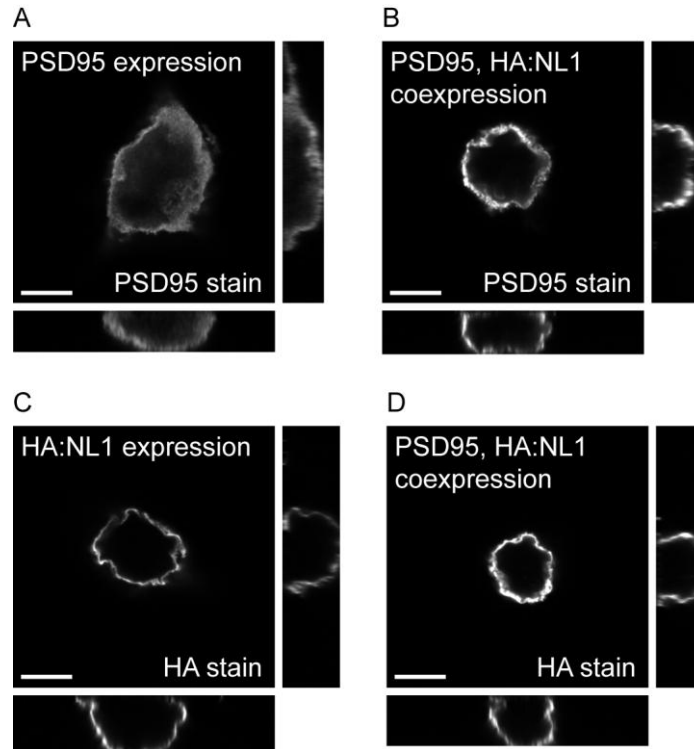 A
PSD95 expression
PSD95 stain
B
PSD95, HA:NL1
coexpression
PSD95 stain
C
HA:NL1 expression
HA stain
D
PSD95, HA:NL1
coexpression
HA stain